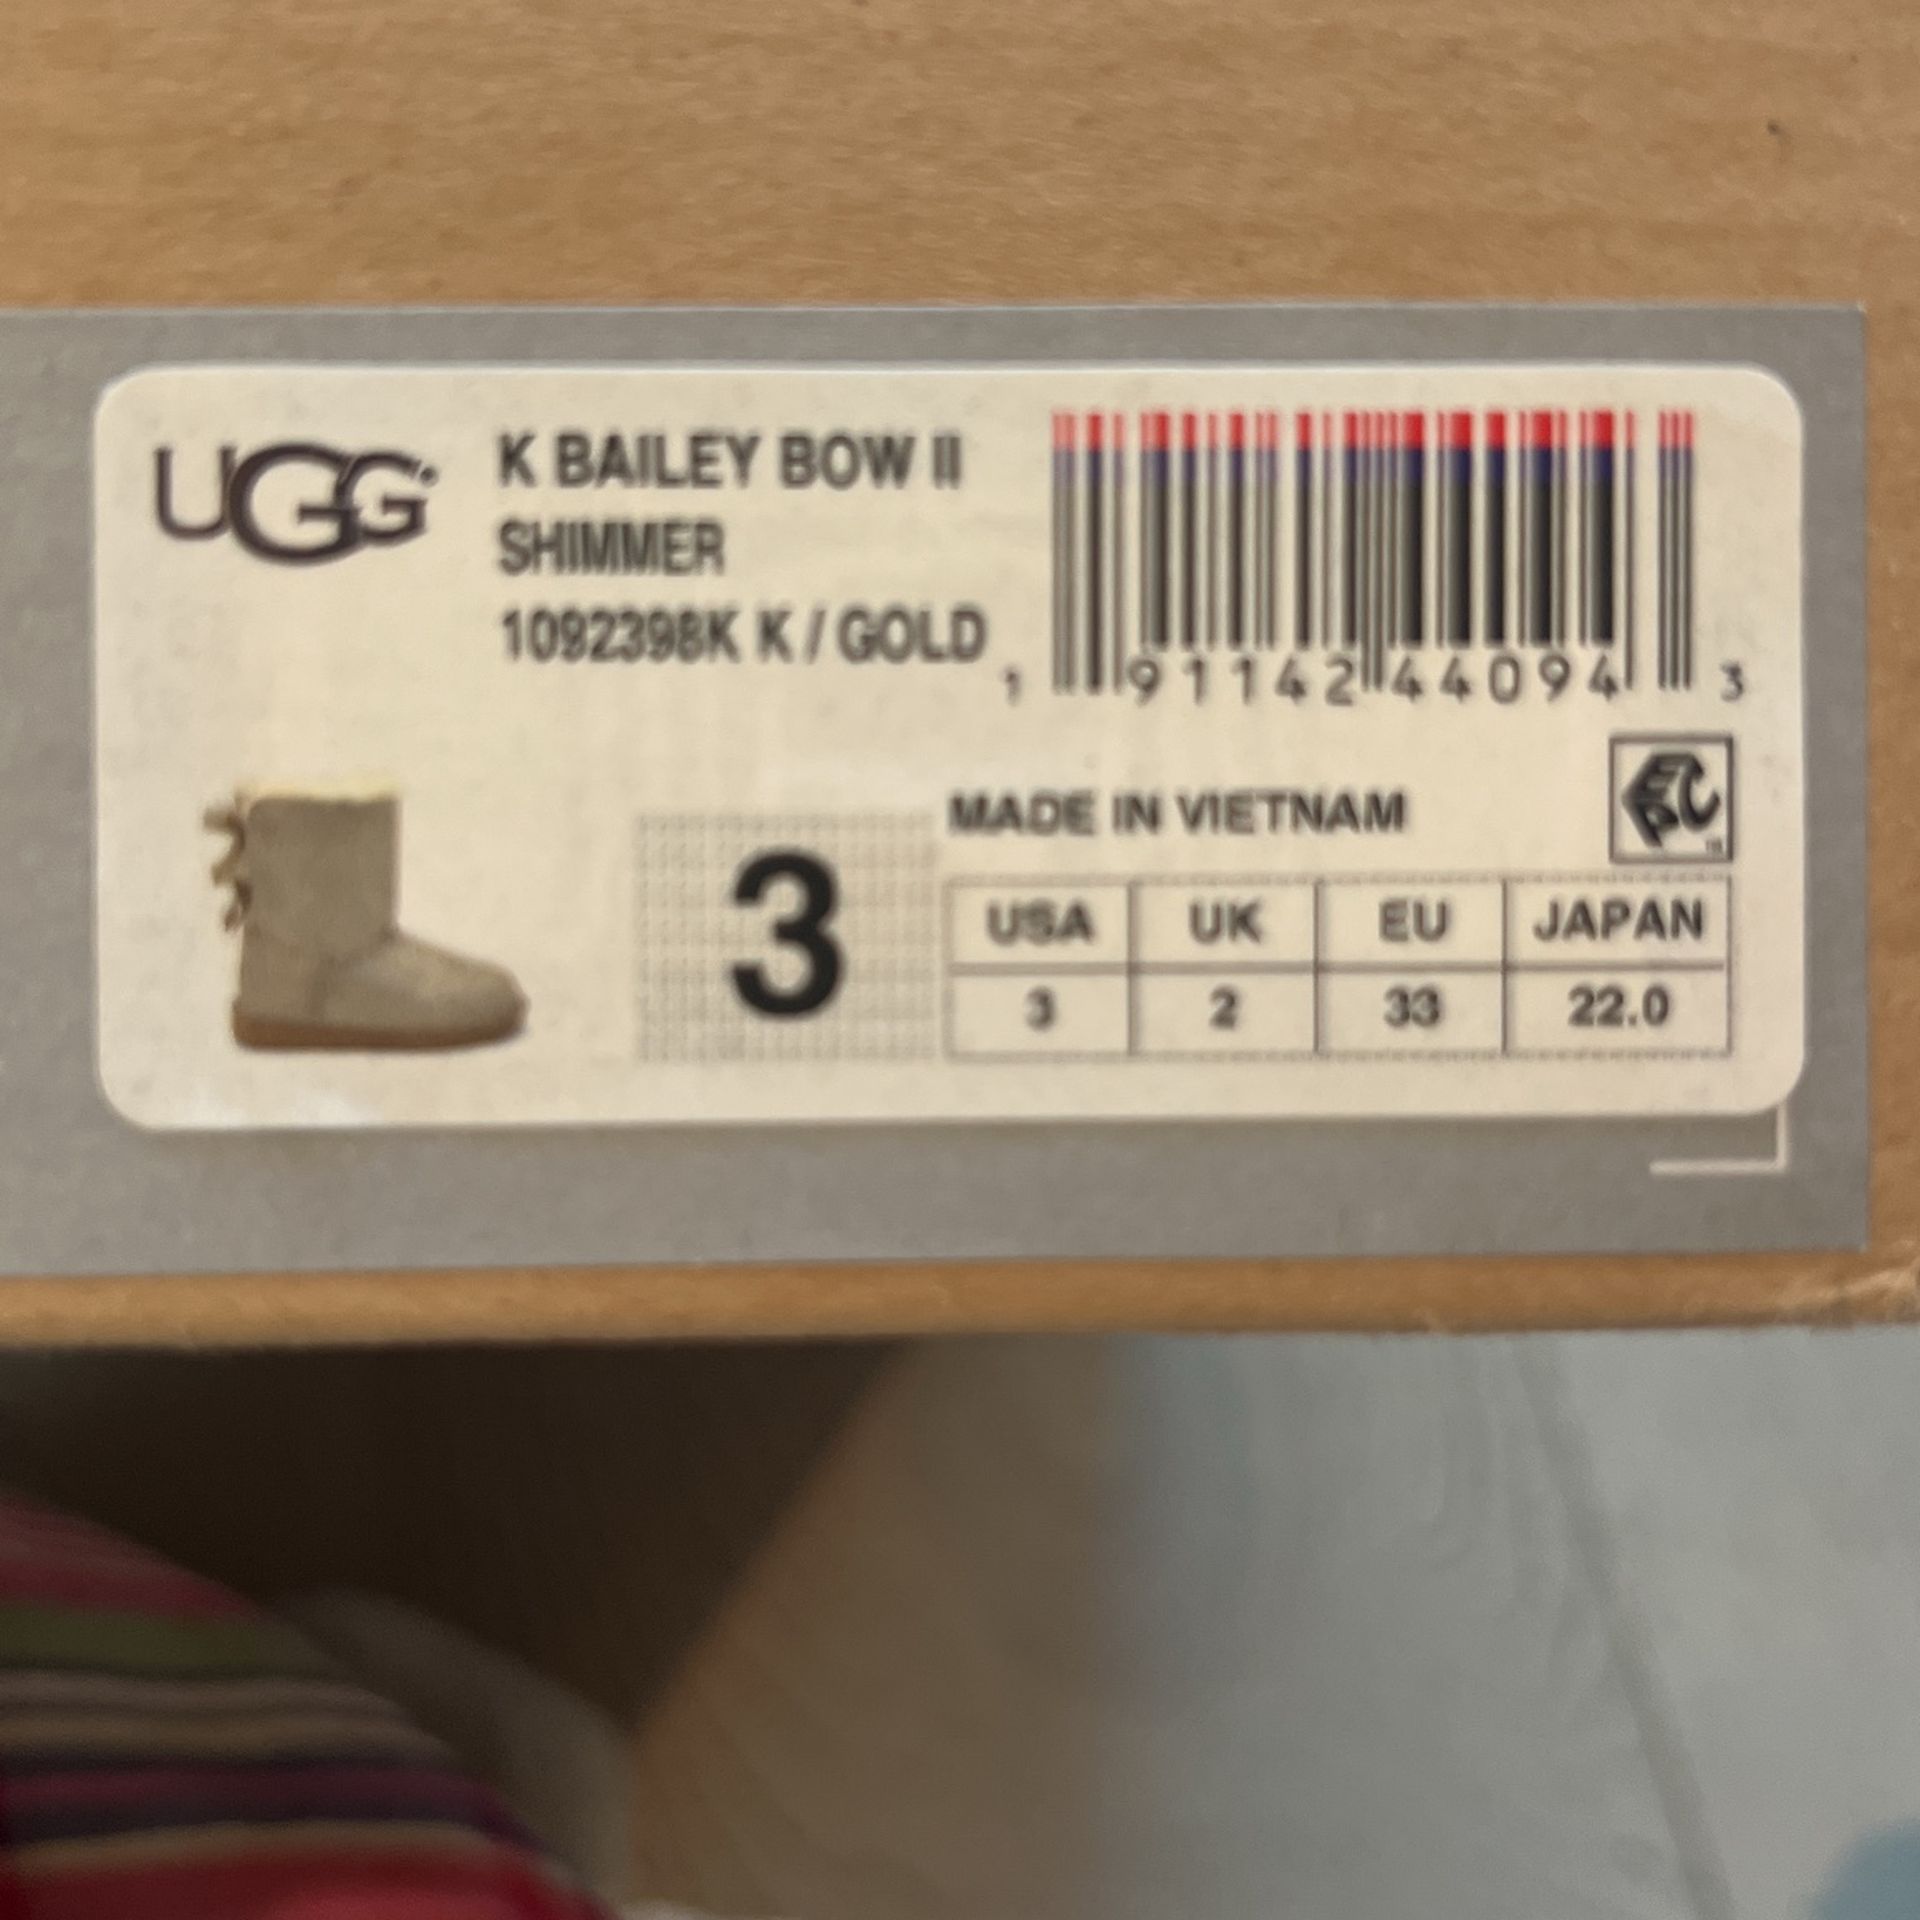 UGG
K BAILEY BOW II
SHIMMER
1092398K K / GOLD
1 91142 44094 3
MADE IN VIETNAM
EPC
3
USA UK EU JAPAN
3 2 33 22.0